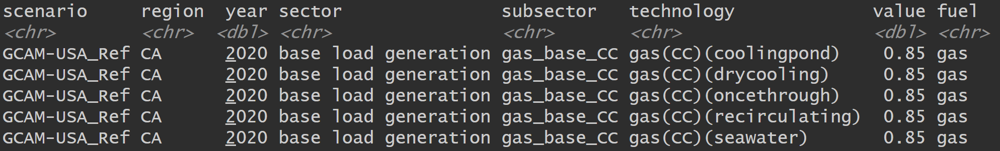 scenario region year sector subsector technology value fuel
<chr> <chr> <dbl> <chr> <chr> <chr> <dbl> <chr>
GCAM-USA_Ref CA 2020 base load generation gas_base_CC gas(CC)(coolingpond) 0.85 gas
GCAM-USA_Ref CA 2020 base load generation gas_base_CC gas(CC)(drycooling) 0.85 gas
GCAM-USA_Ref CA 2020 base load generation gas_base_CC gas(CC)(oncethrough) 0.85 gas
GCAM-USA_Ref CA 2020 base load generation gas_base_CC gas(CC)(recirculating) 0.85 gas
GCAM-USA_Ref CA 2020 base load generation gas_base_CC gas(CC)(seawater) 0.85 gas